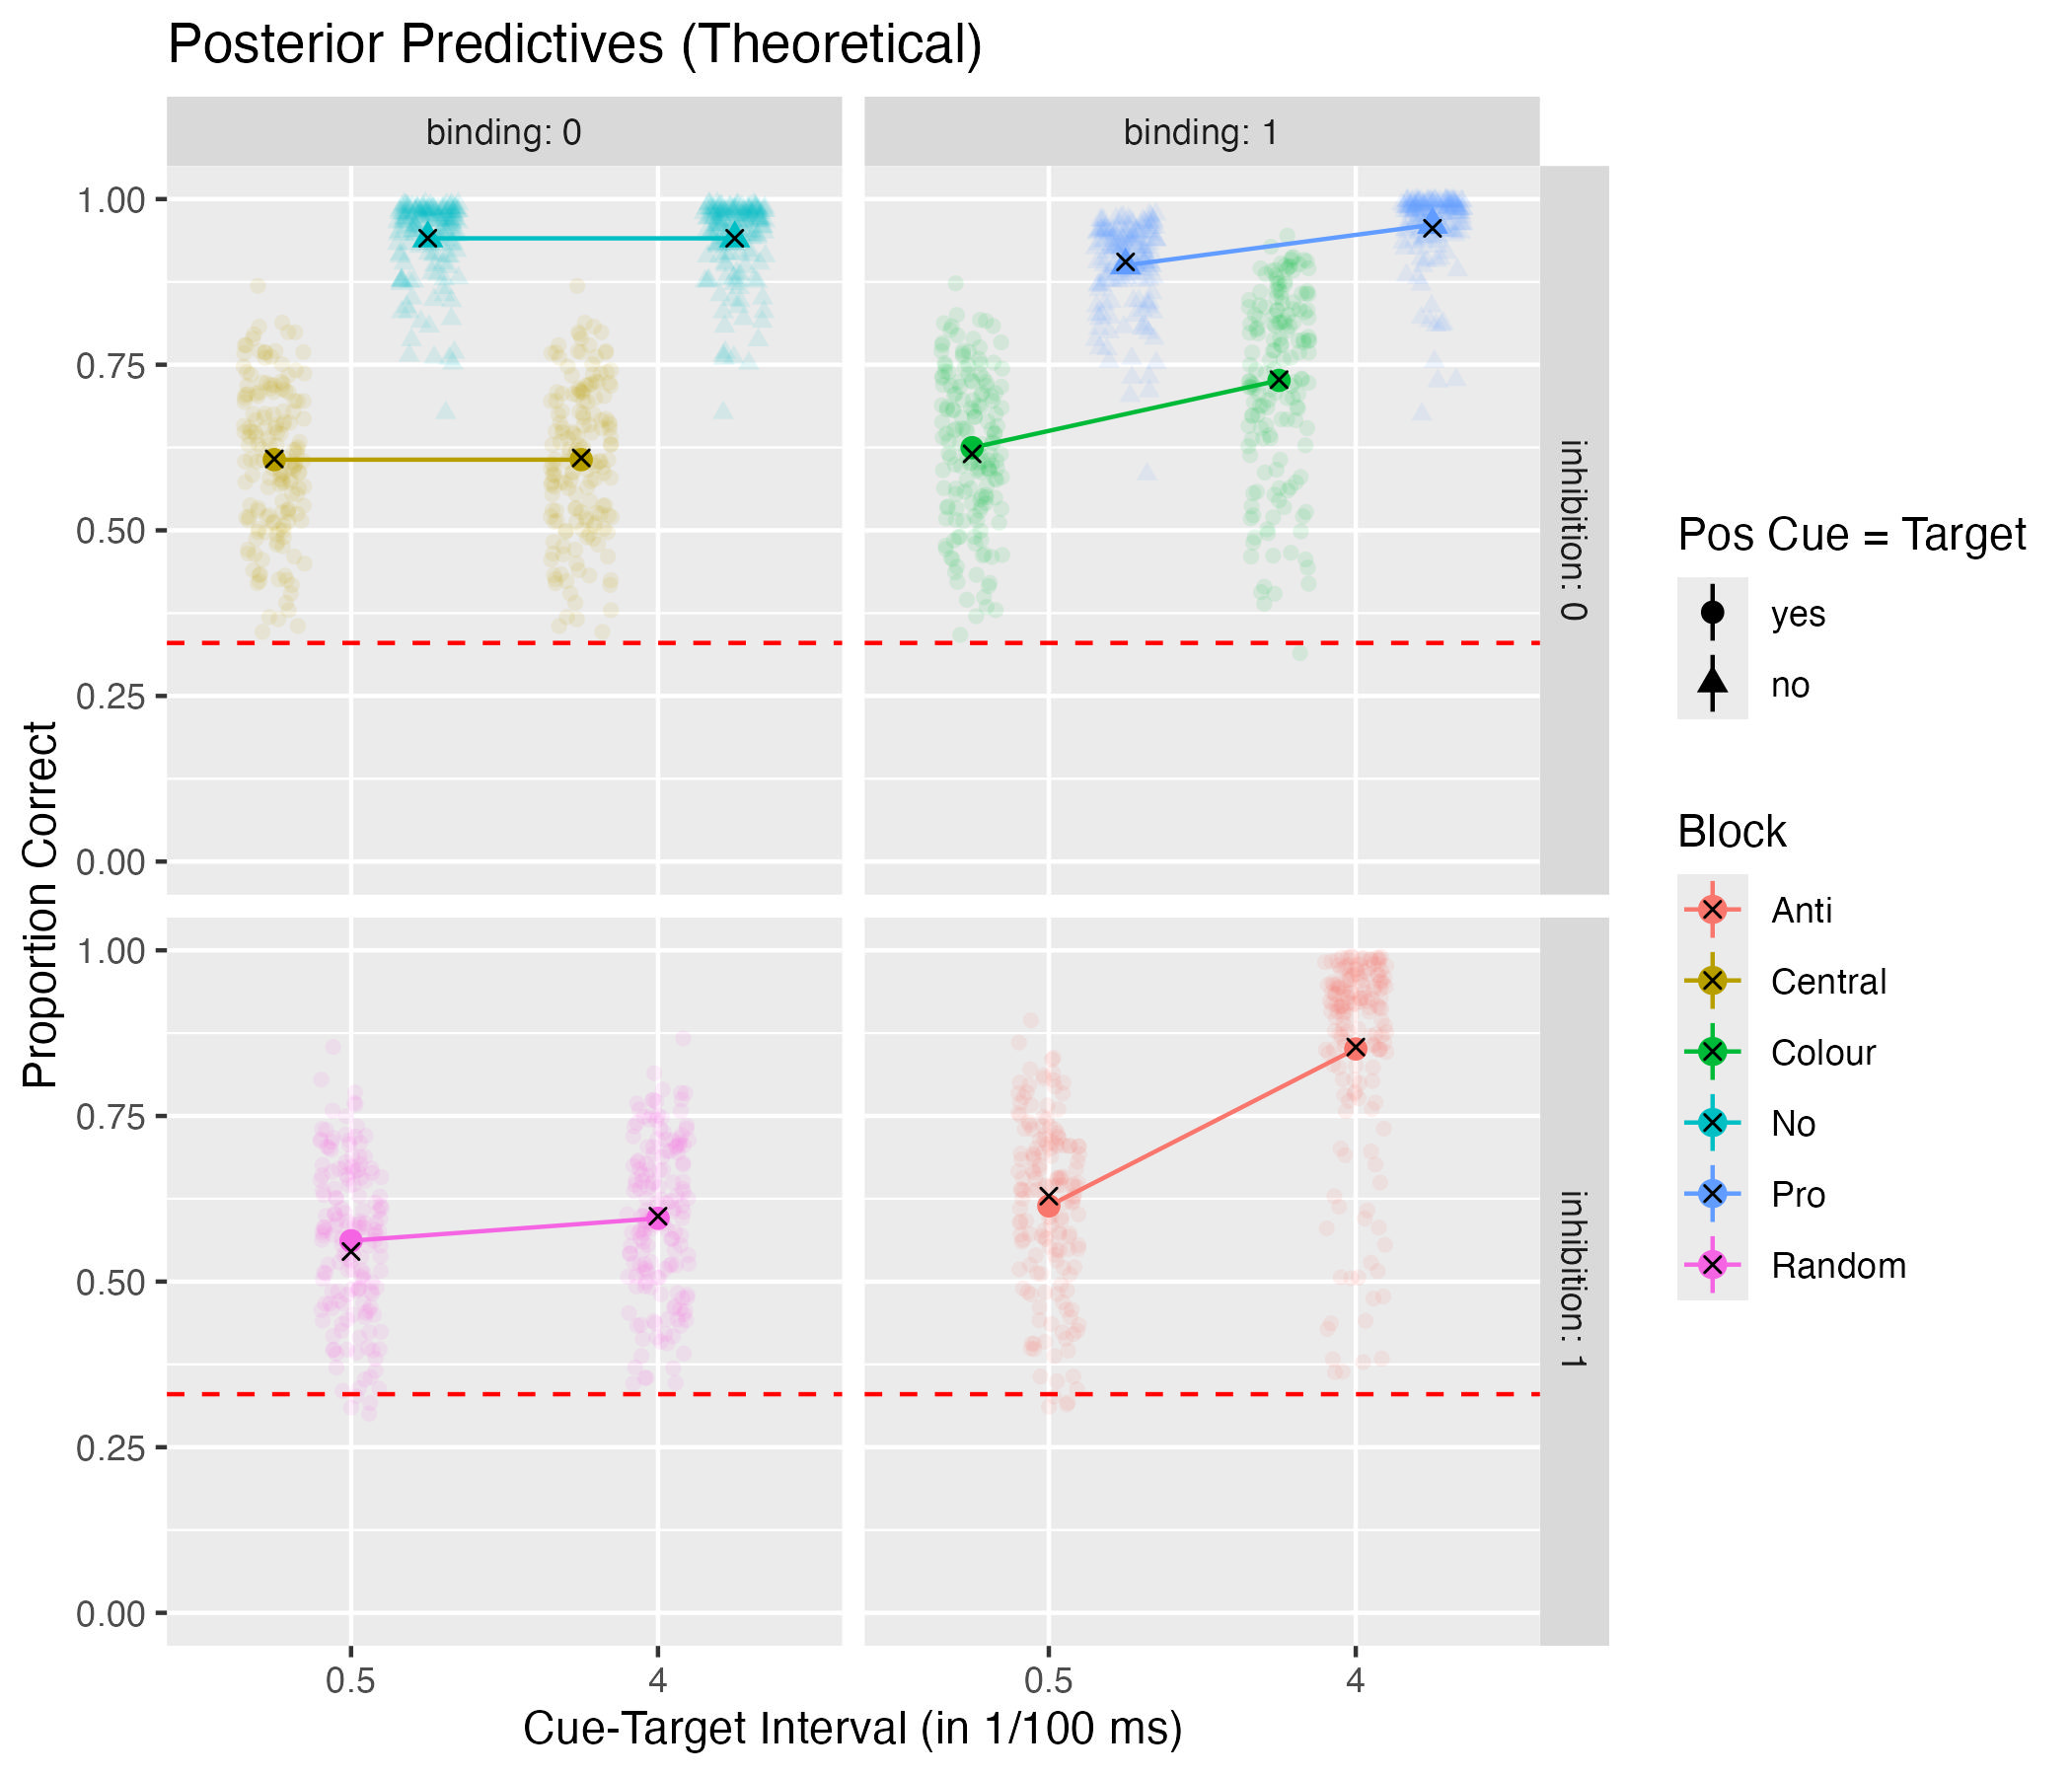 Posterior Predictives (Theoretical)
binding: 0
binding: 1
1.00
0.75
0.50
0.25
0.00
inhibition: 0
1.00
0.75
0.50
0.25
0.00
inhibition: 1
Proportion Correct
0.5
4
0.5
4
Cue-Target Interval (in 1/100 ms)
Pos Cue = Target
yes
no
Block
Anti
Central
Colour
No
Pro
Random